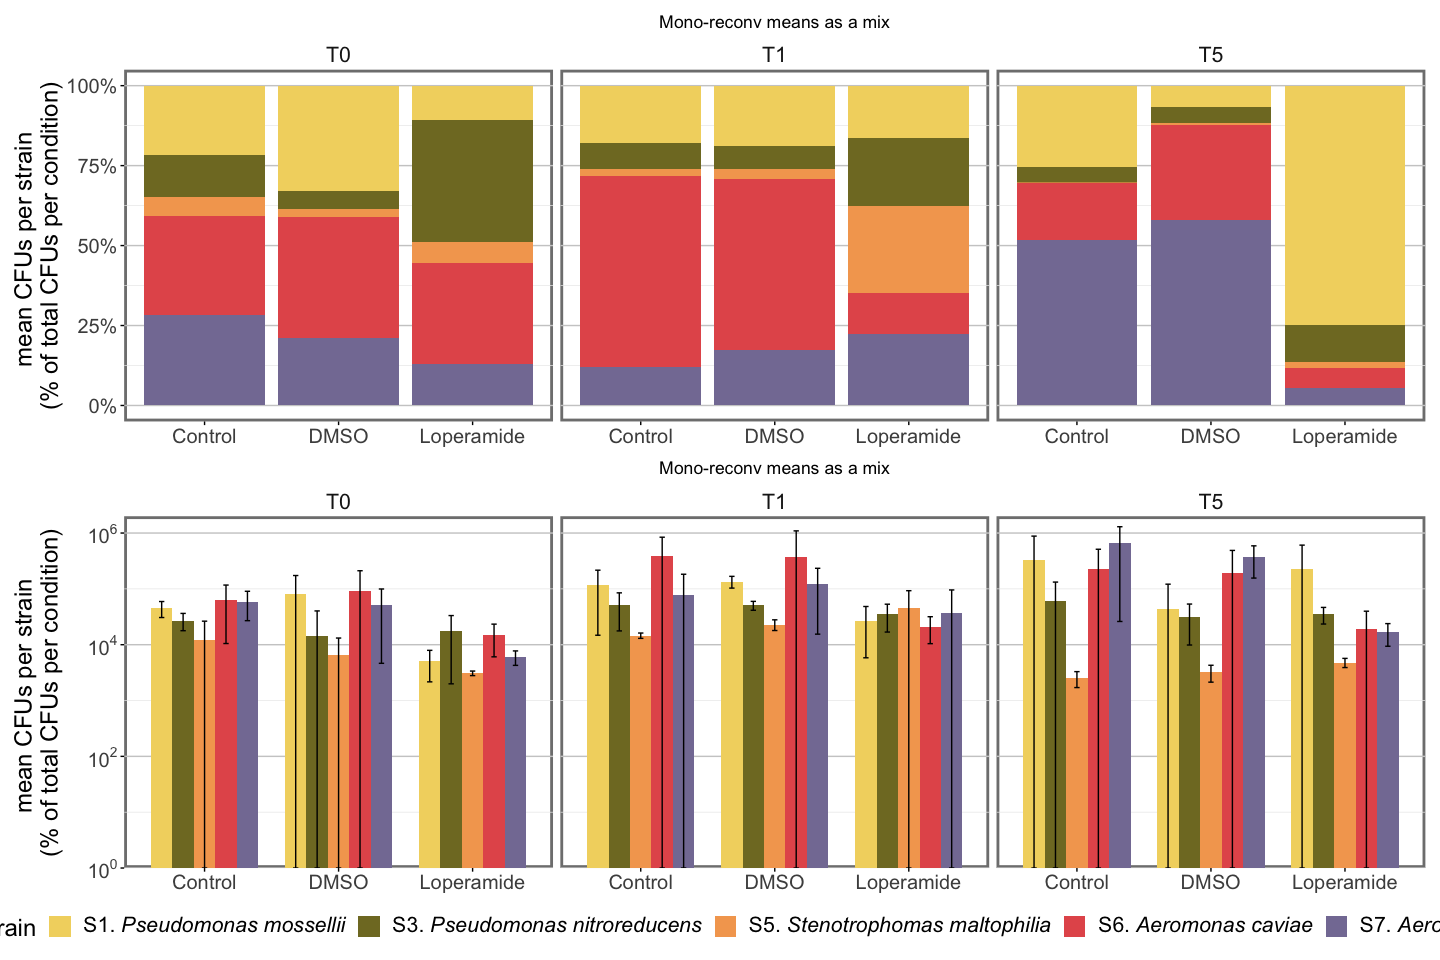 Mono-reconv means as a mix
T0 T1 T5
mean CFUs per strain
(% of total CFUs per condition)
100%
75%
50%
25%
0%
Control DMSO Loperamide Control DMSO Loperamide Control DMSO Loperamide
Mono-reconv means as a mix
T0 T1 T5
mean CFUs per strain
(% of total CFUs per condition)
10^6
10^4
10^2
10^0
Control DMSO Loperamide Control DMSO Loperamide Control DMSO Loperamide
rain S1. Pseudomonas mossellii S3. Pseudomonas nitroreducens S5. Stenotrophomas maltophilia S6. Aeromonas caviae S7. Aero